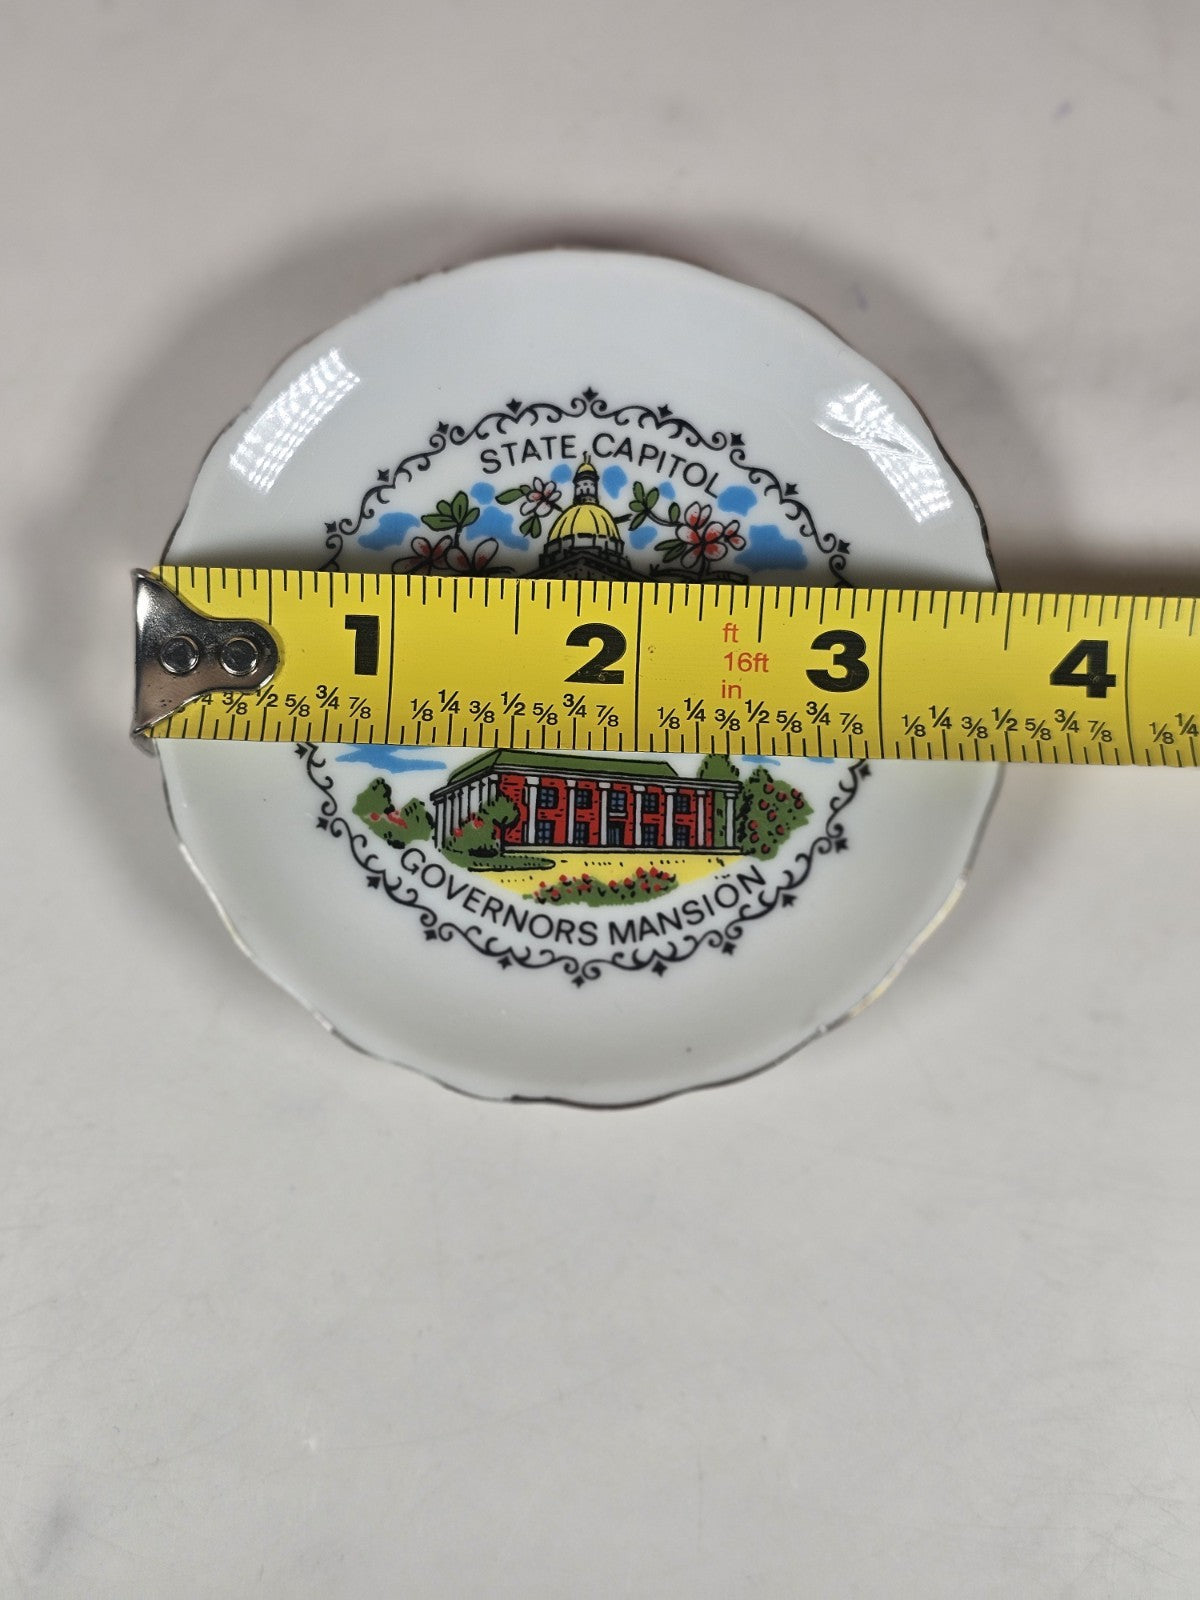 STATE CAPITOL
1 2 3 4
ft
16ft
in
1/4 3/8 1/2 5/8 3/4 7/8 1/8 1/4 3/8 1/2 5/8 3/4 7/8 1/8 1/4 3/8 1/2 5/8 3/4 7/8 1/8 1/4 3/8 1/2 5/8 3/4 7/8 1/8 1/4
GOVERNORS MANSION